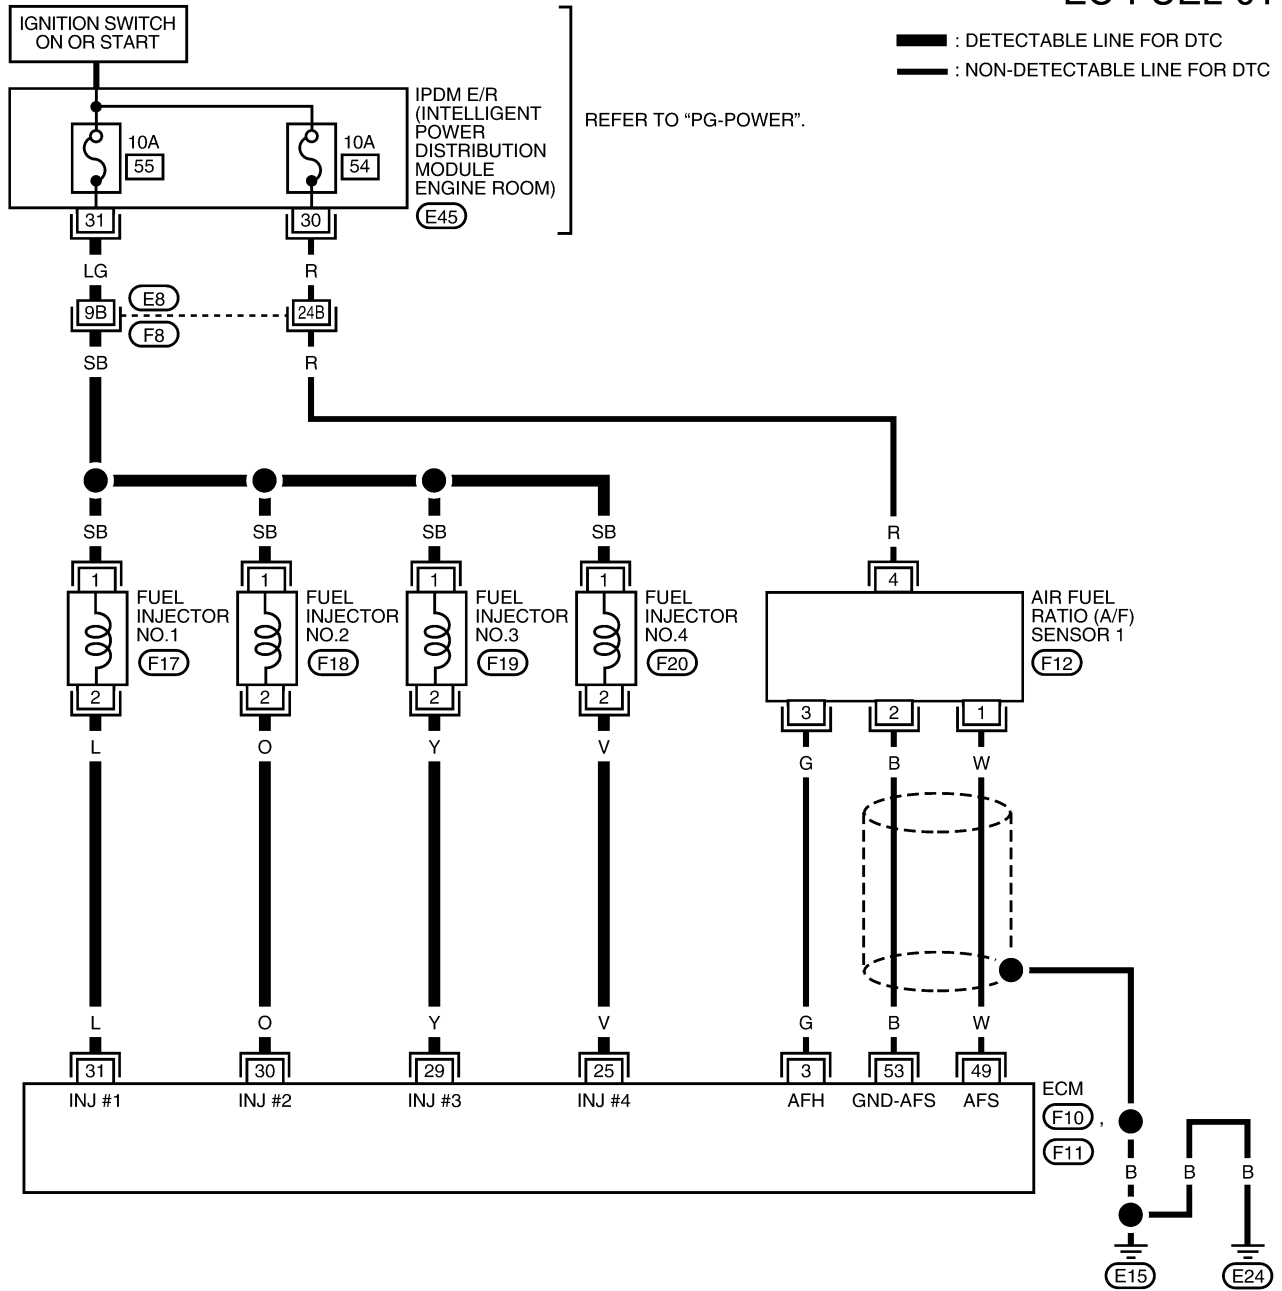 IGNITION SWITCH
ON OR START
: DETECTABLE LINE FOR DTC
: NON-DETECTABLE LINE FOR DTC
IPDM E/R
(INTELLIGENT
POWER
DISTRIBUTION
MODULE
ENGINE ROOM)
E45
REFER TO “PG-POWER”.
10A
55
10A
54
31
30
LG
R
9B
E8
F8
24B
SB
R
SB
SB
SB
SB
R
1
1
1
1
4
FUEL
INJECTOR
NO.1
F17
FUEL
INJECTOR
NO.2
F18
FUEL
INJECTOR
NO.3
F19
FUEL
INJECTOR
NO.4
F20
AIR FUEL
RATIO (A/F)
SENSOR 1
F12
2
2
2
2
3
2
1
L
O
Y
V
G
B
W
L
O
Y
V
G
B
W
31
30
29
25
3
53
49
INJ #1
INJ #2
INJ #3
INJ #4
AFH
GND-AFS
AFS
ECM
F10 ,
F11
B
B
B
E15
E24